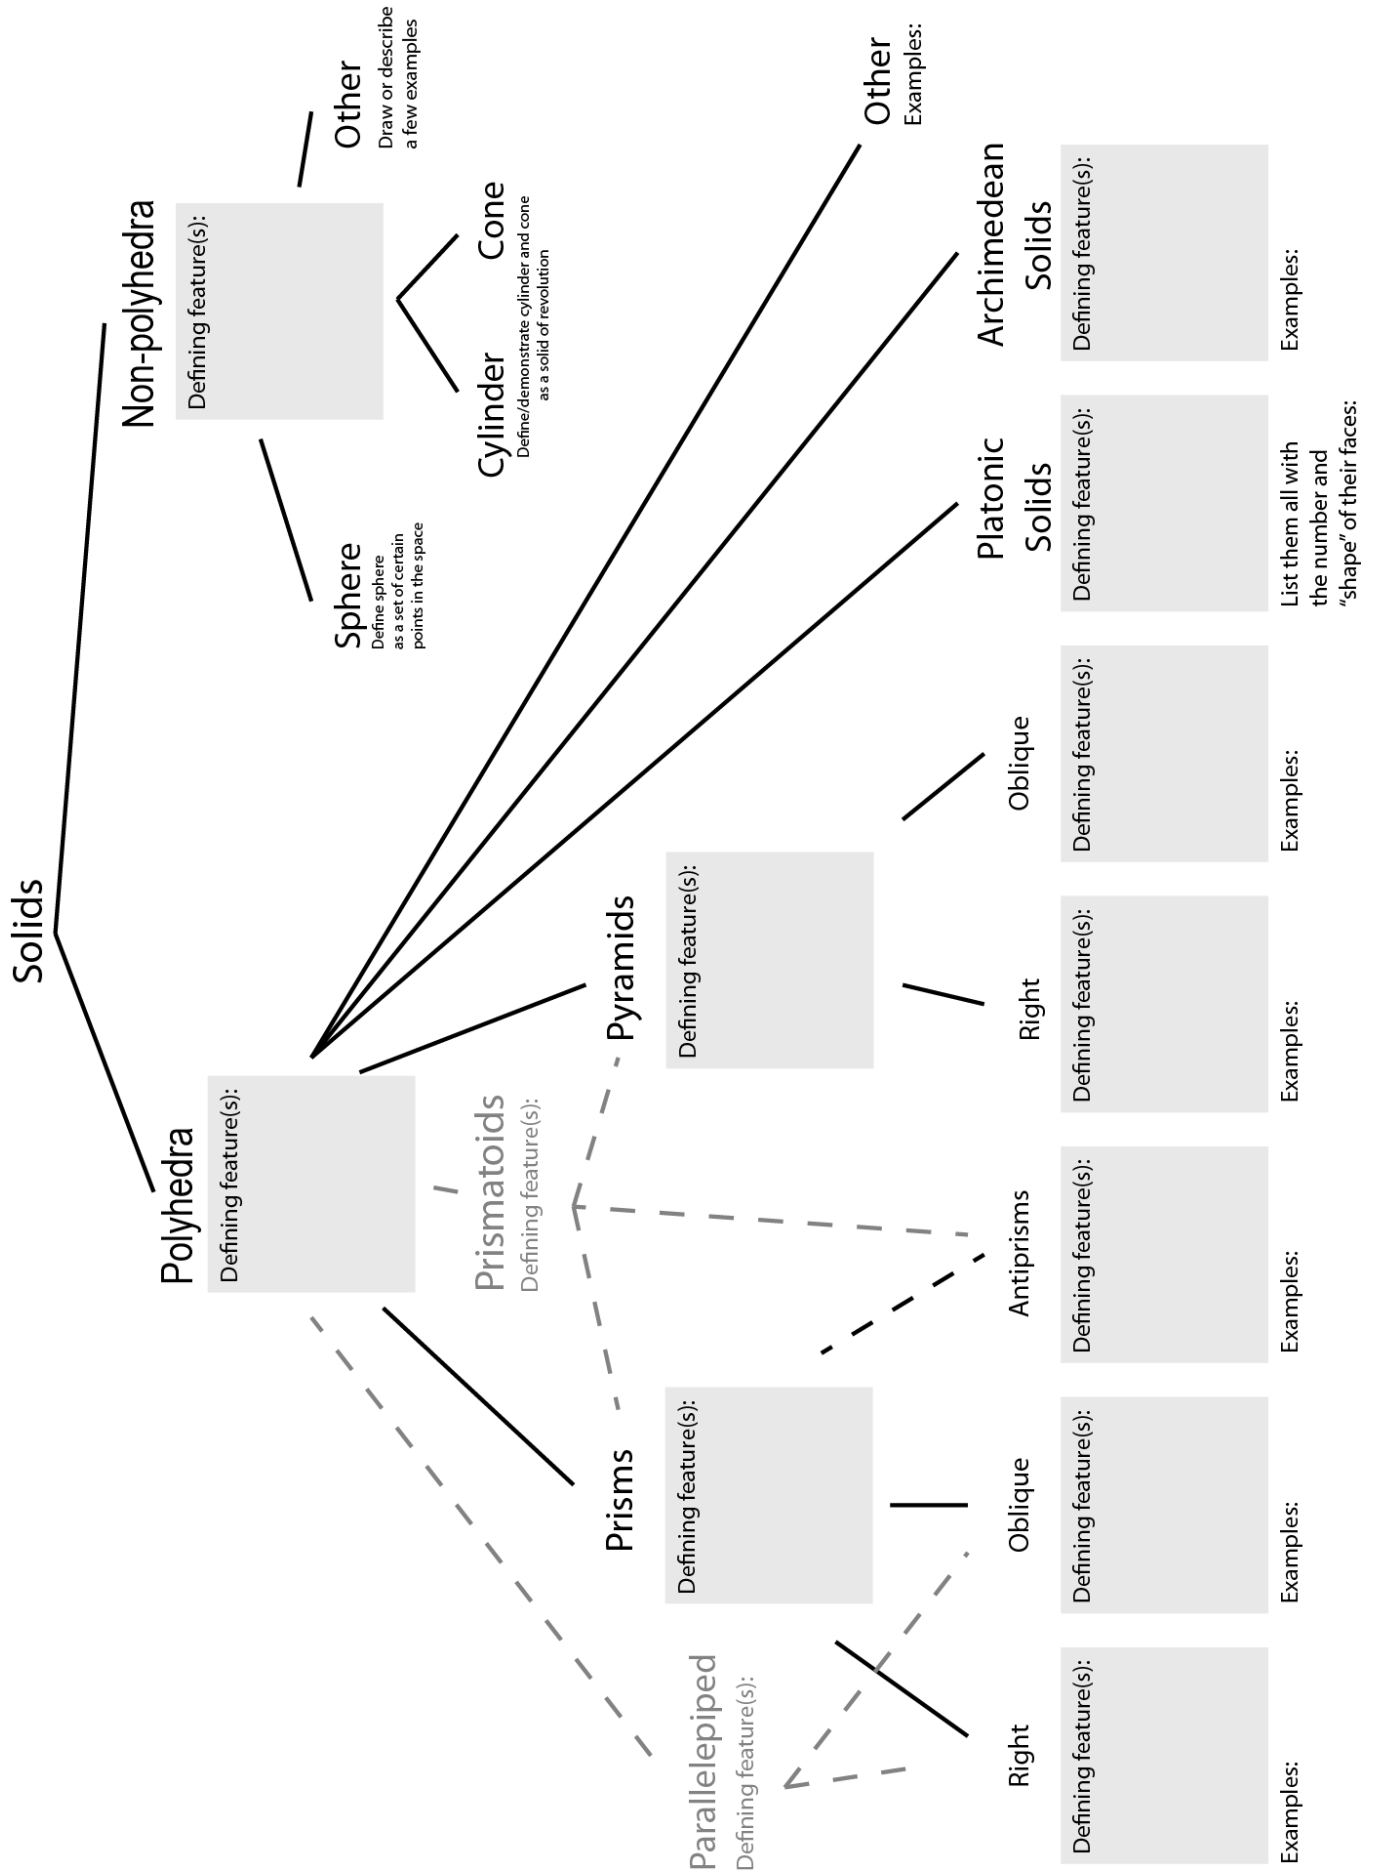 Solids
Polyhedra
Defining feature(s):
Non-polyhedra
Defining feature(s):
Sphere
Define sphere
as a set of certain
points in the space
Cylinder
Cone
Define/demonstrate cylinder and cone
as a solid of revolution
Other
Draw or describe
a few examples
Prismatoids
Defining feature(s):
Prisms
Defining feature(s):
Pyramids
Defining feature(s):
Parallelepiped
Defining feature(s):
Other
Examples:
Right
Defining feature(s):
Examples:
Oblique
Defining feature(s):
Examples:
Antiprisms
Defining feature(s):
Examples:
Right
Defining feature(s):
Examples:
Oblique
Defining feature(s):
Examples:
Platonic
Solids
Defining feature(s):
List them all with
the number and
“shape” of their faces:
Archimedean
Solids
Defining feature(s):
Examples: